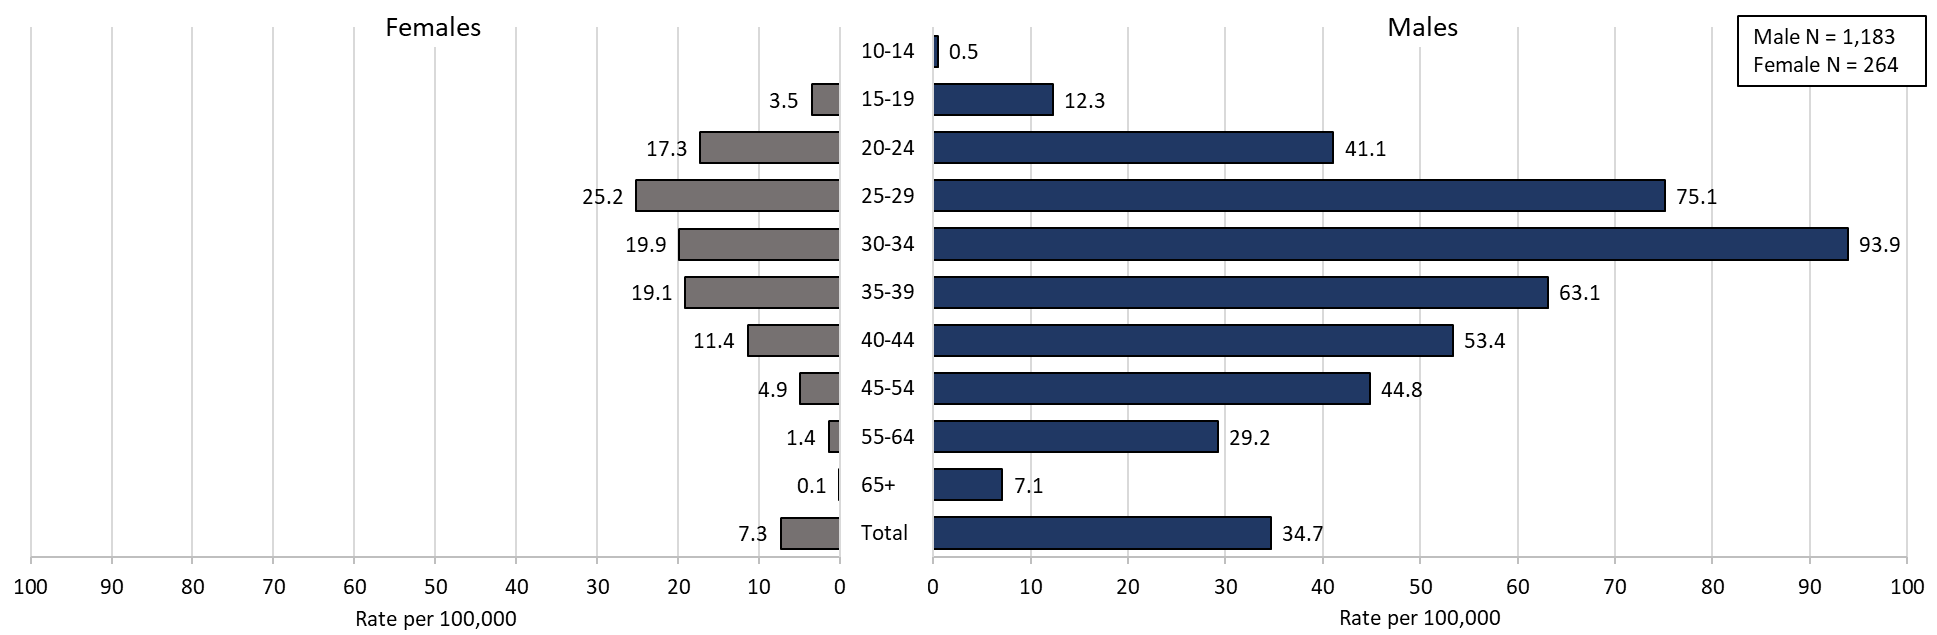 Females
Males
Male N = 1,183
Female N = 264
10-14 0.5
3.5 15-19 12.3
17.3 20-24 41.1
25.2 25-29 75.1
19.9 30-34 93.9
19.1 35-39 63.1
11.4 40-44 53.4
4.9 45-54 44.8
1.4 55-64 29.2
0.1 65+ 7.1
7.3 Total 34.7
100 90 80 70 60 50 40 30 20 10 0
0 10 20 30 40 50 60 70 80 90 100
Rate per 100,000
Rate per 100,000